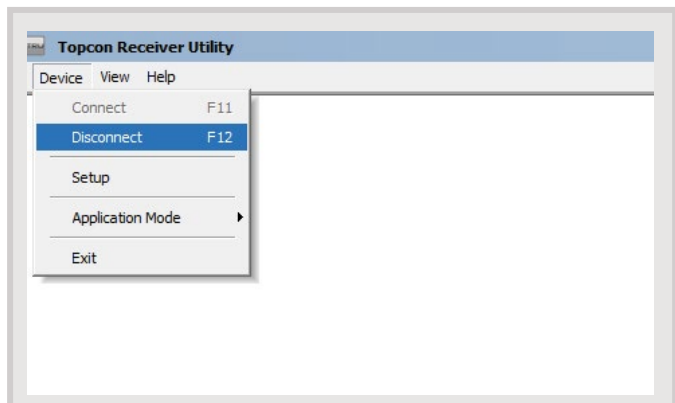 Topcon Receiver Utility
Device View Help
Connect F11
Disconnect F12
Setup
Application Mode
Exit